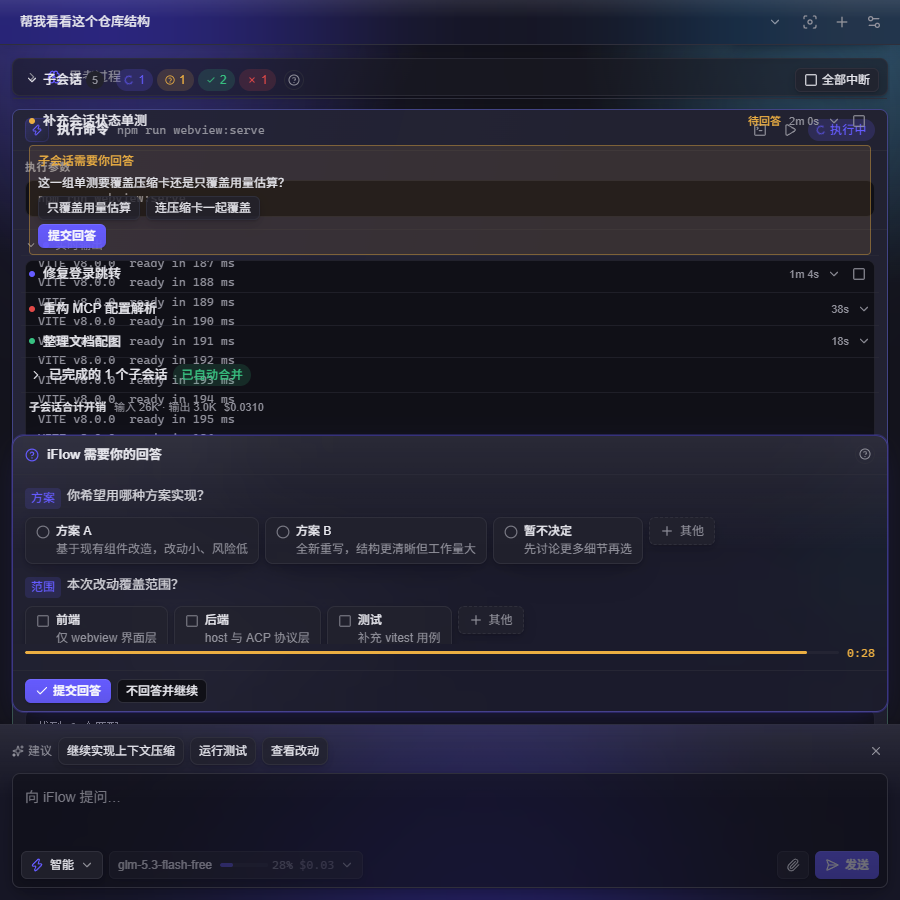 帮我看看这个仓库结构
子会话 5 1 1 2 1 全部中断
补充会话状态单测 待回答 2m 0s
执行命令 npm run webview:serve 执行中
子会话需要你回答
执行参数
这一组单测要覆盖压缩卡还是只覆盖用量估算？
只覆盖用量估算 连压缩卡一起覆盖
提交回答
VITE v8.0.0 ready in 187 ms
修复登录跳转 1m 4s
VITE v8.0.0 ready in 188 ms
VITE v8.0.0 ready in 189 ms
重构 MCP 配置解析 38s
VITE v8.0.0 ready in 190 ms
整理文档配图 18s
VITE v8.0.0 ready in 191 ms
VITE v8.0.0 ready in 192 ms
已完成的 1 个子会话 已自动合并
VITE v8.0.0 ready in 193 ms
VITE v8.0.0 ready in 194 ms
子会话合计开销 输入 26K · 输出 3.0K $0.0310
VITE v8.0.0 ready in 195 ms
iFlow 需要你的回答
方案 你希望用哪种方案实现？
方案 A 方案 B 暂不决定 其他
基于现有组件改造，改动小、风险低 全新重写，结构更清晰但工作量大 先讨论更多细节再选
范围 本次改动覆盖范围？
前端 后端 测试 其他
仅 webview 界面层 host 与 ACP 协议层 补充 vitest 用例
0:28
提交回答 不回答并继续
建议 继续实现上下文压缩 运行测试 查看改动
向 iFlow 提问…
智能 glm-5.3-flash-free 28% $0.03 发送